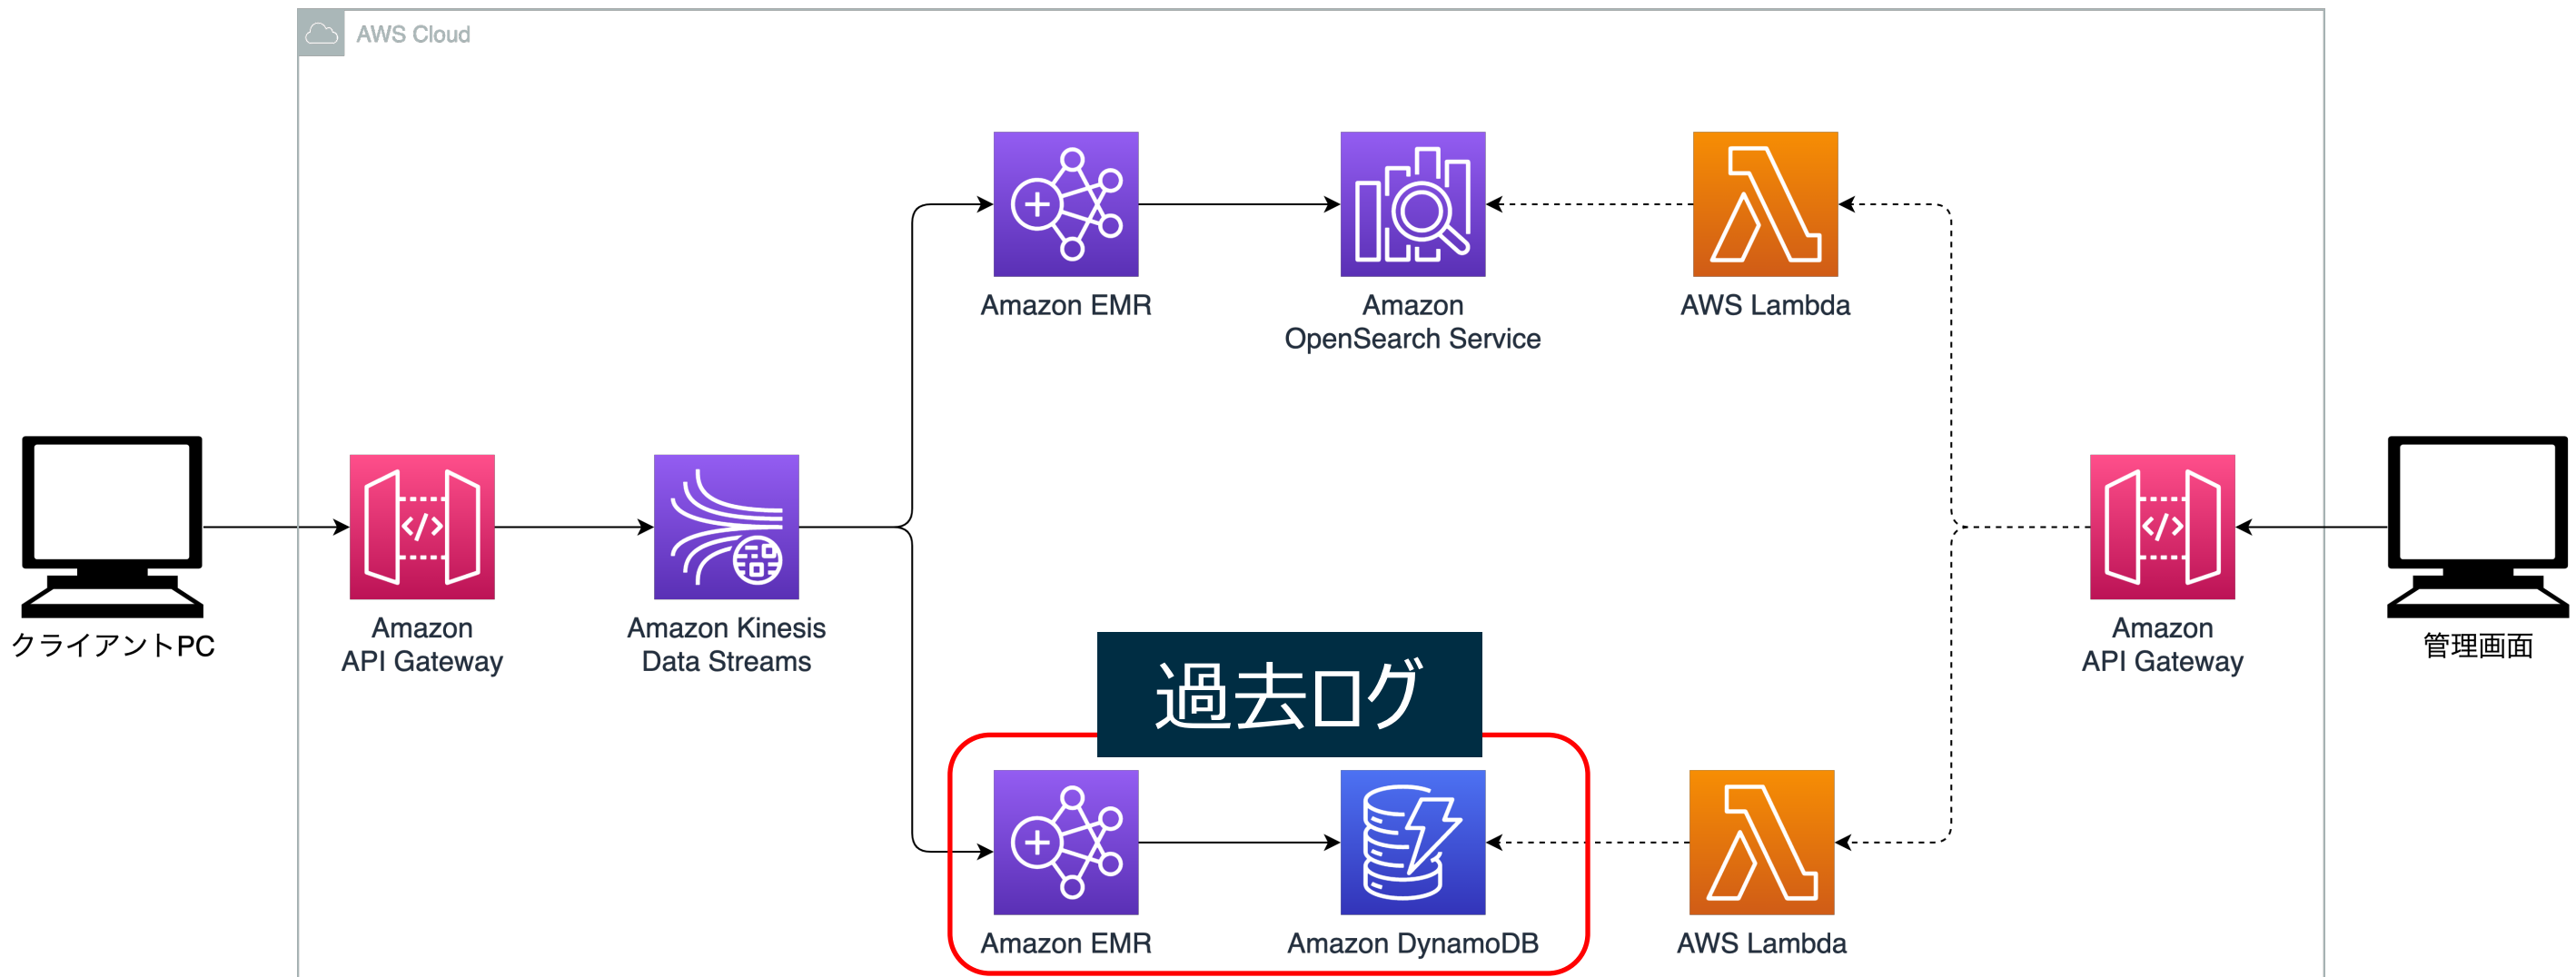 AWS Cloud
Amazon EMR
Amazon
OpenSearch Service
AWS Lambda
クライアントPC
Amazon
API Gateway
Amazon Kinesis
Data Streams
Amazon
API Gateway
管理画面
過去ログ
Amazon EMR
Amazon DynamoDB
AWS Lambda